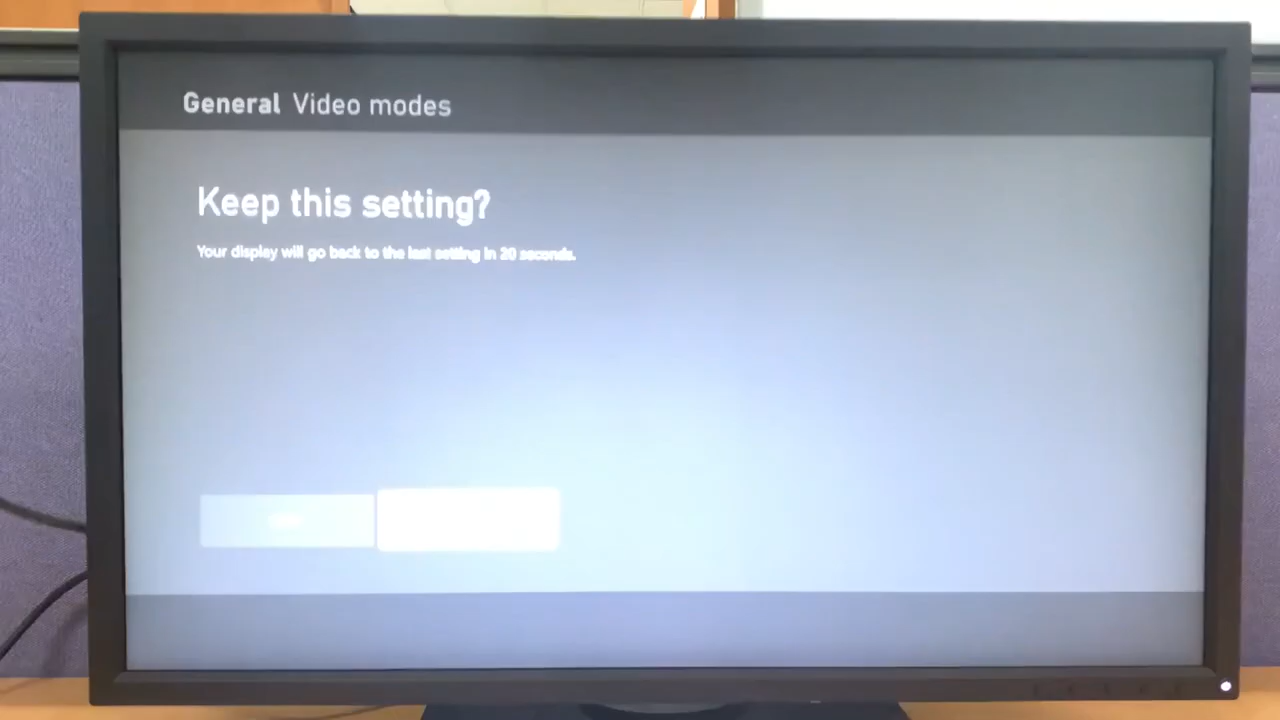 General Video modes
Keep this setting?
Your display will go back to the last setting in 20 seconds.